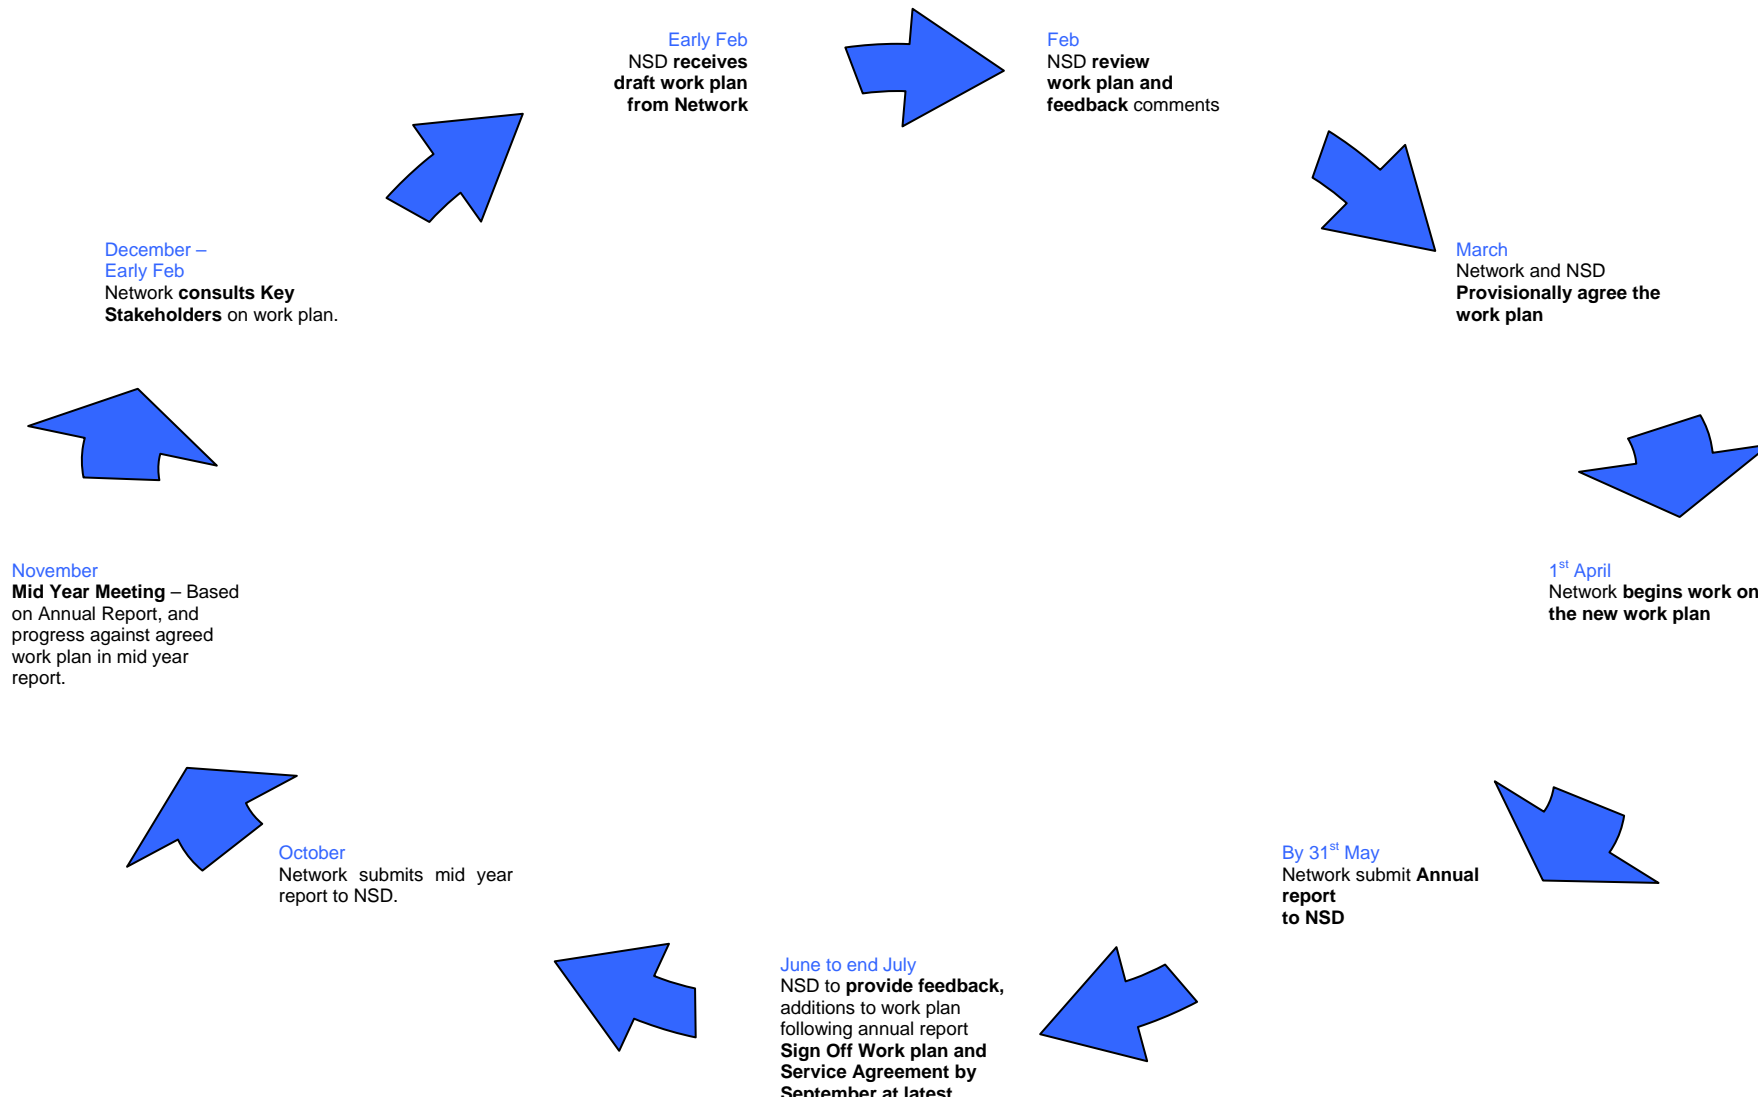 Early Feb
NSD receives
draft work plan
from Network
Feb
NSD review
work plan and
feedback comments
March
Network and NSD
Provisionally agree the
work plan
1st April
Network begins work on
the new work plan
By 31st May
Network submit Annual
report
to NSD
June to end July
NSD to provide feedback,
additions to work plan
following annual report
Sign Off Work plan and
Service Agreement by
September at latest
October
Network submits mid year
report to NSD.
November
Mid Year Meeting – Based
on Annual Report, and
progress against agreed
work plan in mid year
report.
December –
Early Feb
Network consults Key
Stakeholders on work plan.